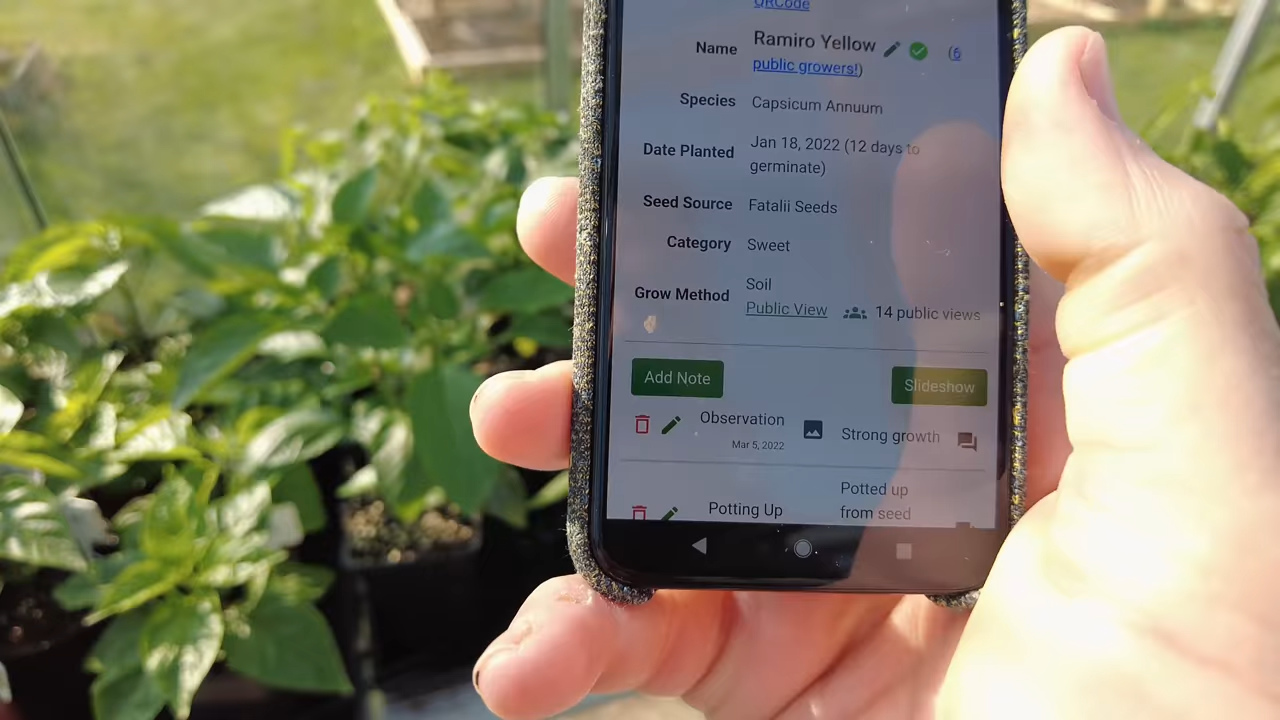 QRCode
Name Ramiro Yellow (6
public growers!)
Species Capsicum Annuum
Date Planted Jan 18, 2022 (12 days to
germinate)
Seed Source Fatalii Seeds
Category Sweet
Grow Method Soil
Public View 14 public views
Add Note Slideshow
Observation Strong growth
Mar 5, 2022
Potting Up Potted up
from seed